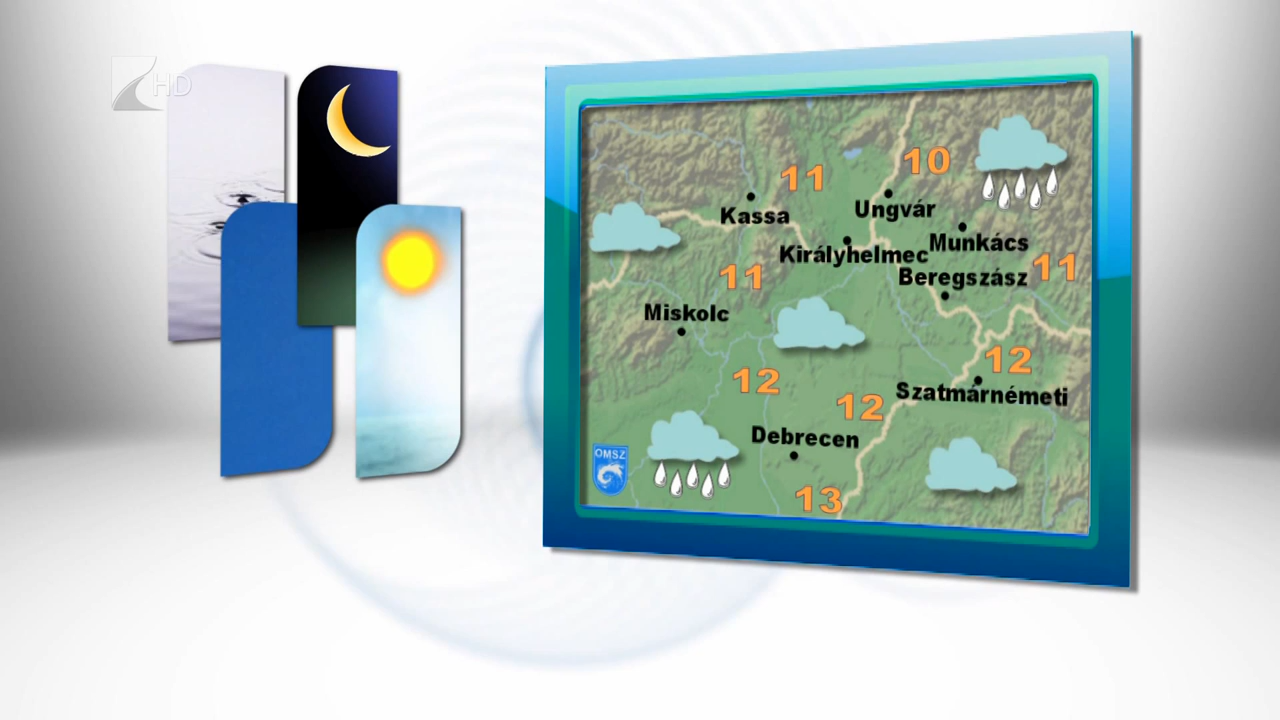 HD
11
10
Kassa
Ungvár
Királyhelmec
Munkács
11
Beregszász
11
Miskolc
12
12
Szatmárnémeti
12
Debrecen
OMSZ
13